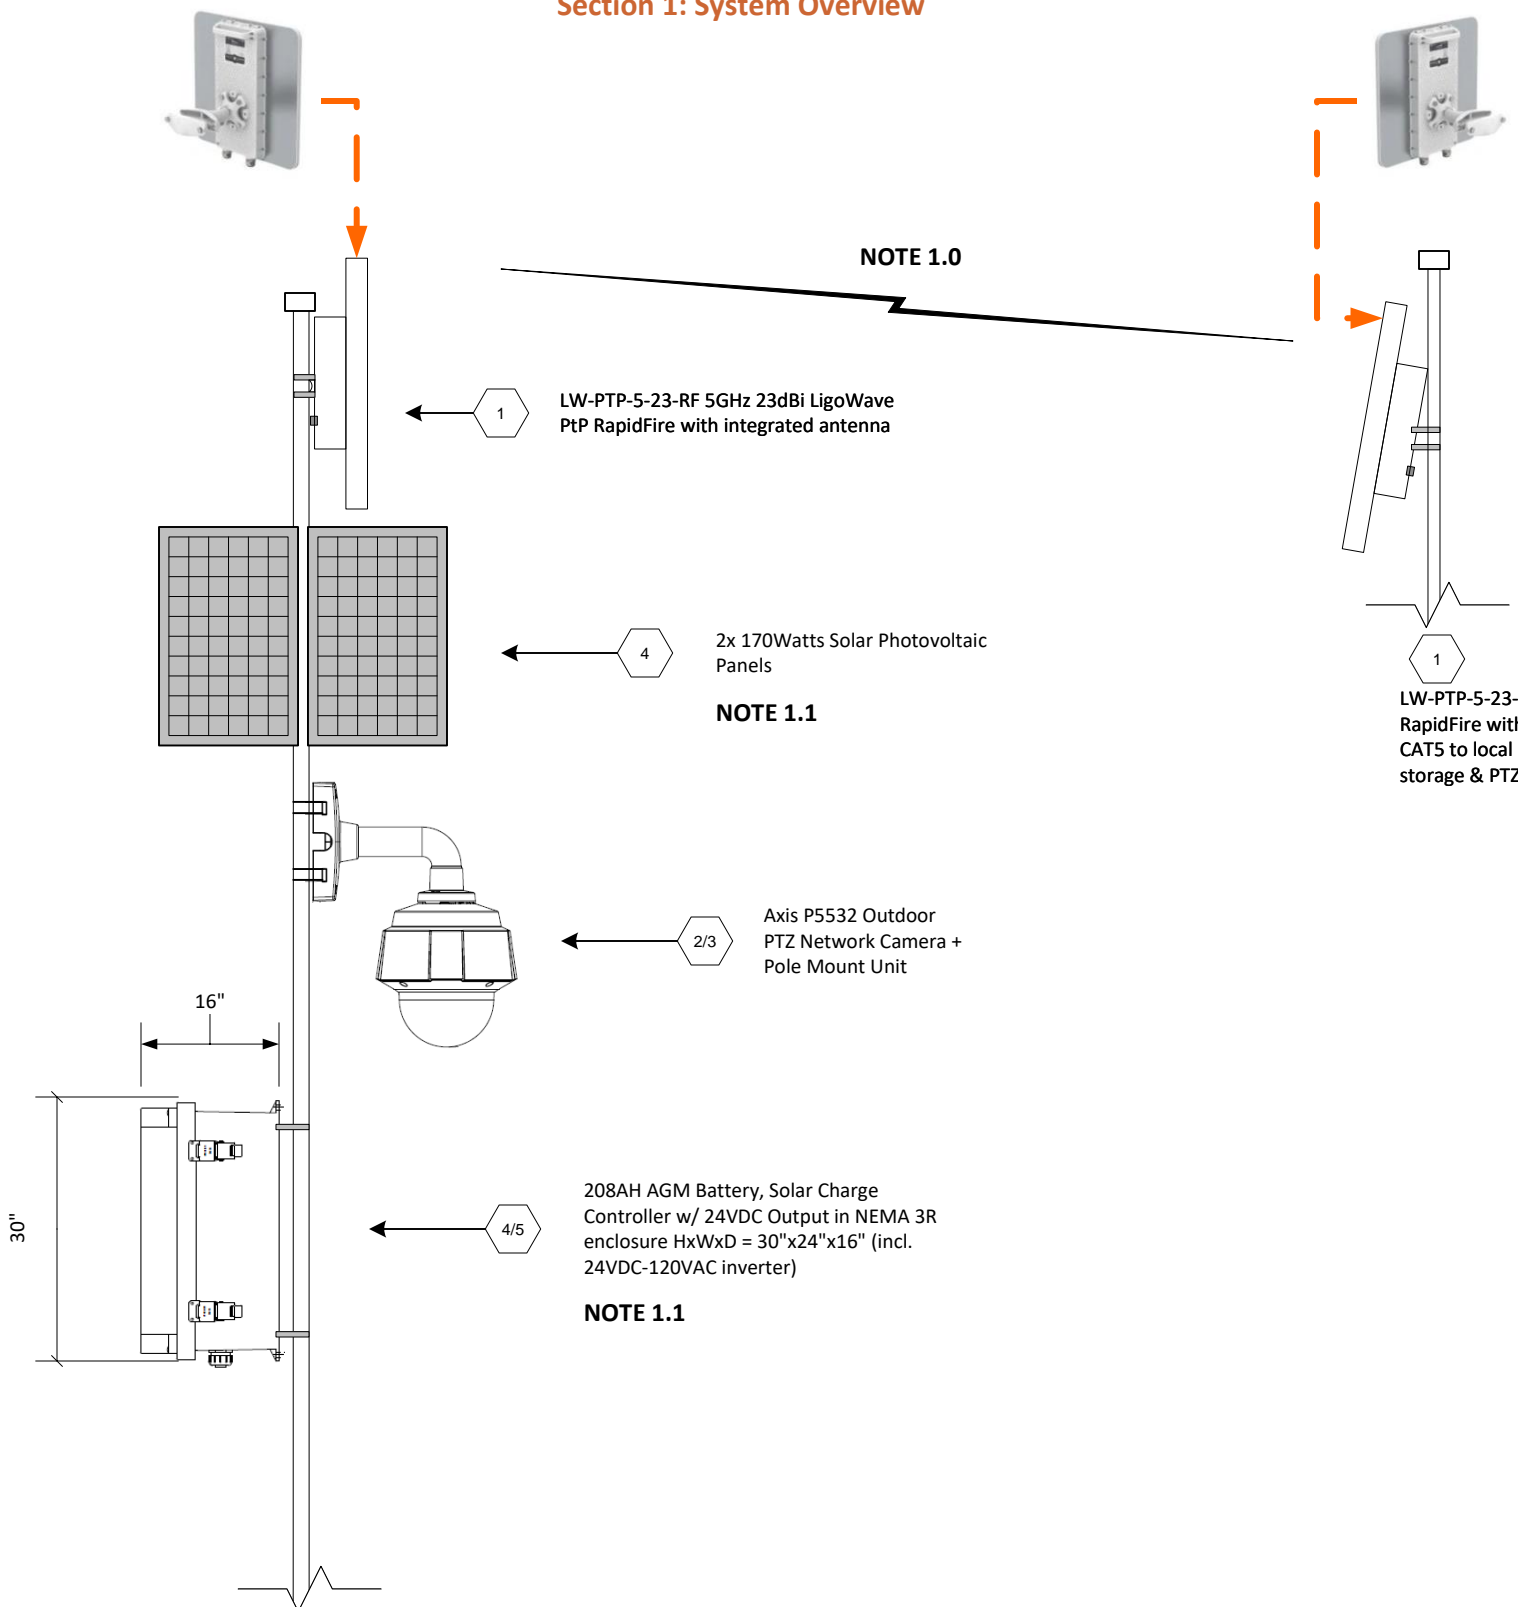 Section 1: System Overview
NOTE 1.0
1
LW-PTP-5-23-RF 5GHz 23dBi LigoWave
PtP RapidFire with integrated antenna
4
2x 170Watts Solar Photovoltaic
Panels
NOTE 1.1
1
LW-PTP-5-23-
RapidFire with
CAT5 to local
storage & PTZ
2/3
Axis P5532 Outdoor
PTZ Network Camera +
Pole Mount Unit
16"
30"
4/5
208AH AGM Battery, Solar Charge
Controller w/ 24VDC Output in NEMA 3R
enclosure HxWxD = 30"x24"x16" (incl.
24VDC-120VAC inverter)
NOTE 1.1